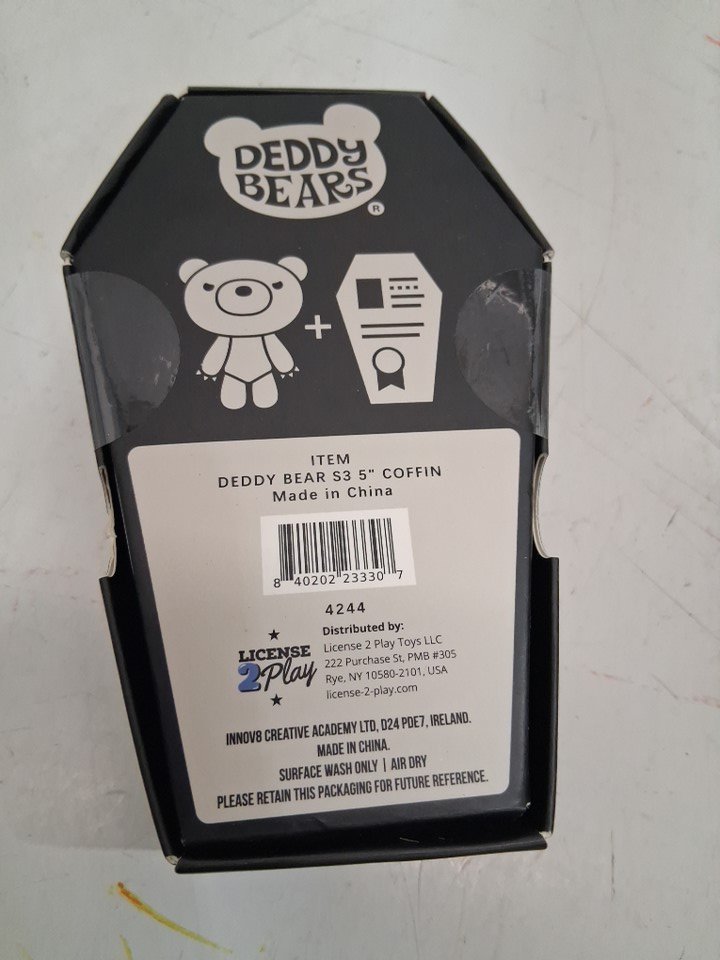 DEDDY
BEARS
®
+
ITEM
DEDDY BEAR S3 5" COFFIN
Made in China
8 40202 23330 7
4244
LICENSE
2Play
Distributed by:
License 2 Play Toys LLC
222 Purchase St, PMB #305
Rye, NY 10580-2101, USA
license-2-play.com
INNOV8 CREATIVE ACADEMY LTD, D24 PDE7, IRELAND.
MADE IN CHINA.
SURFACE WASH ONLY | AIR DRY
PLEASE RETAIN THIS PACKAGING FOR FUTURE REFERENCE.